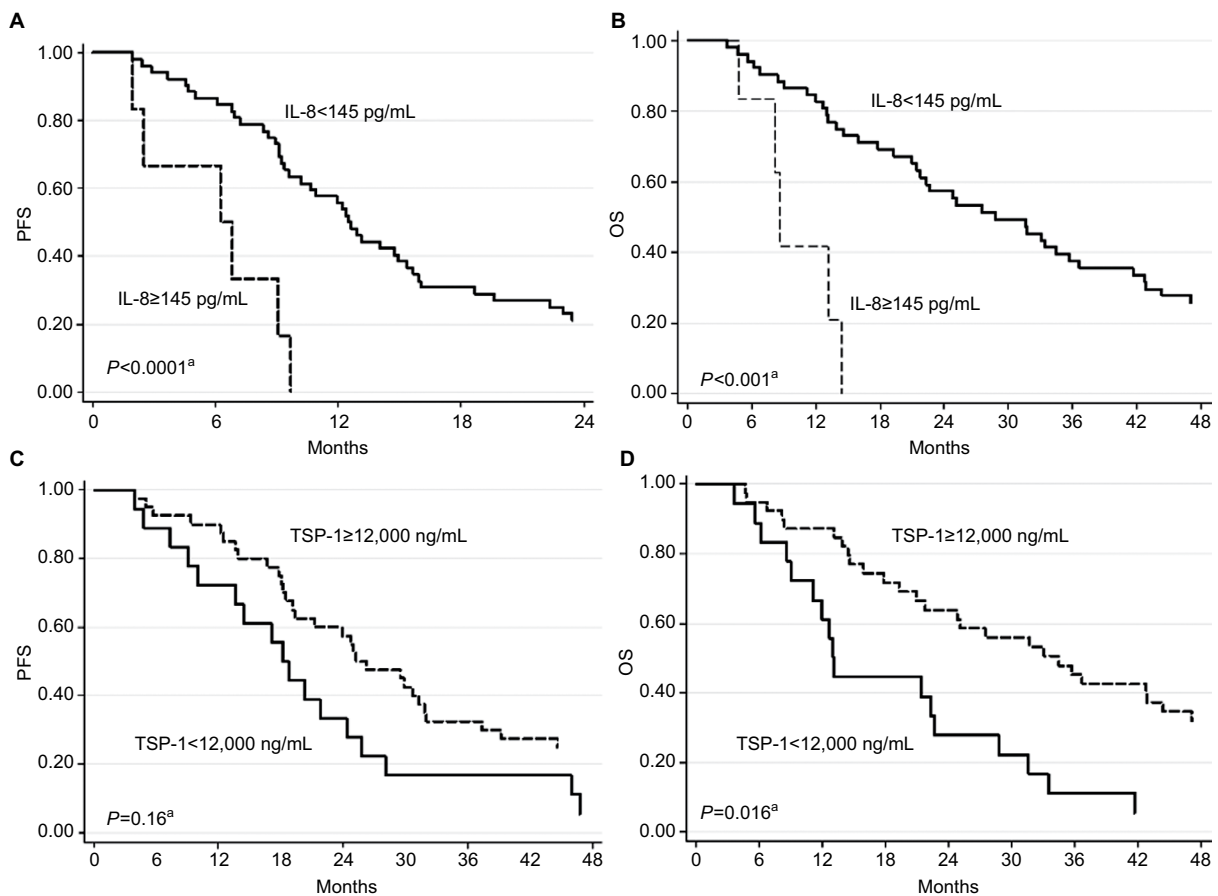 A
1.00
0.80
0.60
0.40
0.20
0.00
PFS
IL-8<145 pg/mL
IL-8≥145 pg/mL
P<0.0001ᵃ
0 6 12 18 24
Months
B
1.00
0.80
0.60
0.40
0.20
0.00
OS
IL-8<145 pg/mL
IL-8≥145 pg/mL
P<0.001ᵃ
0 6 12 18 24 30 36 42 48
Months
C
1.00
0.80
0.60
0.40
0.20
0.00
PFS
TSP-1≥12,000 ng/mL
TSP-1<12,000 ng/mL
P=0.16ᵃ
0 6 12 18 24 30 36 42 48
Months
D
1.00
0.80
0.60
0.40
0.20
0.00
OS
TSP-1≥12,000 ng/mL
TSP-1<12,000 ng/mL
P=0.016ᵃ
0 6 12 18 24 30 36 42 48
Months